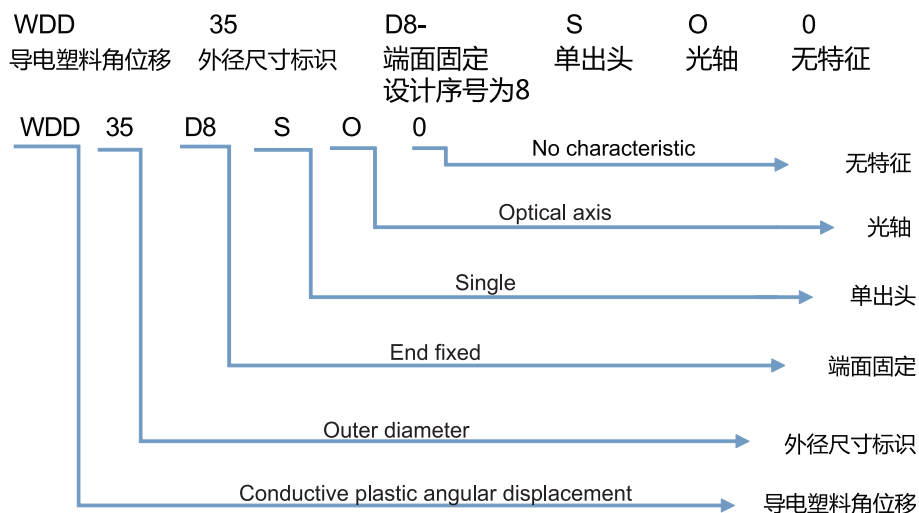 WDD 35 D8- S O 0
导电塑料角位移 外径尺寸标识 端面固定 单出头 光轴 无特征
设计序号为8
WDD 35 D8 S O 0
No characteristic 无特征
Optical axis 光轴
Single 单出头
End fixed 端面固定
Outer diameter 外径尺寸标识
Conductive plastic angular displacement 导电塑料角位移